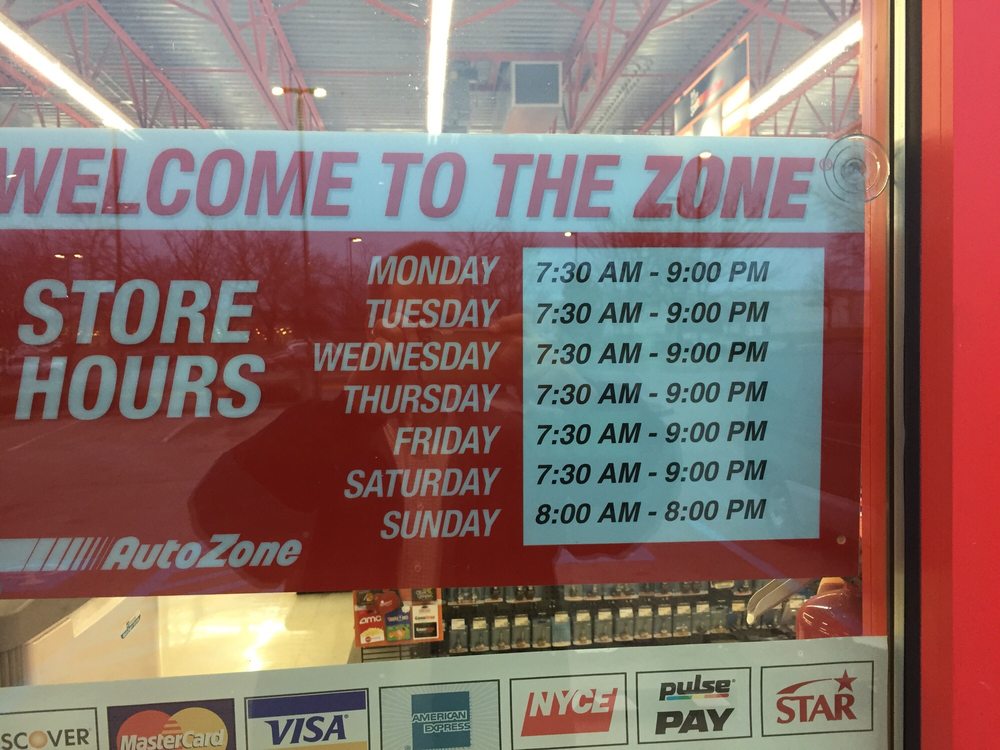 WELCOME TO THE ZONE
STORE
HOURS
MONDAY 7:30 AM - 9:00 PM
TUESDAY 7:30 AM - 9:00 PM
WEDNESDAY 7:30 AM - 9:00 PM
THURSDAY 7:30 AM - 9:00 PM
FRIDAY 7:30 AM - 9:00 PM
SATURDAY 7:30 AM - 9:00 PM
SUNDAY 8:00 AM - 8:00 PM
AutoZone
amc
SCOVER
MasterCard
VISA
AMERICAN
EXPRESS
NYCE
pulse
PAY
STAR